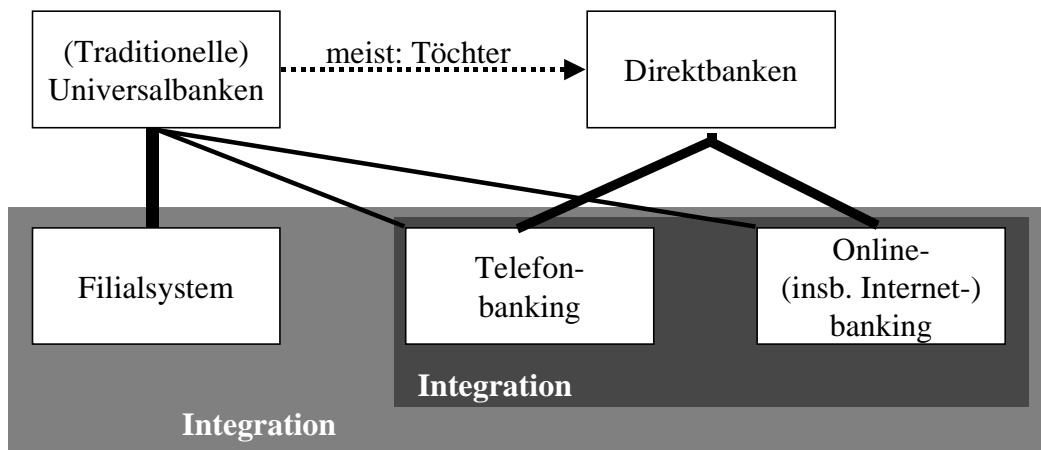 (Traditionelle)
Universalbanken
meist: Töchter
Direktbanken
Filialsystem
Telefon-
banking
Online-
(insb. Internet-)
banking
Integration
Integration